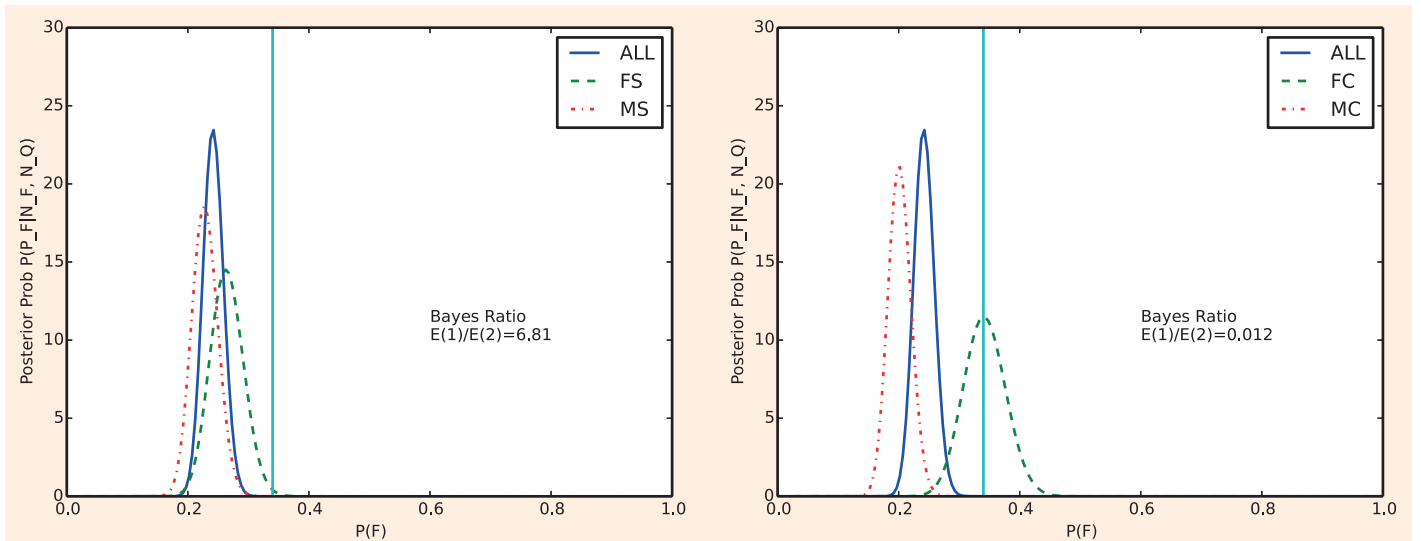 30
25
20
15
10
5
0
0.0 0.2 0.4 0.6 0.8 1.0
P(F)
Posterior Prob P(P_F|N_F, N_Q)
ALL
FS
MS
Bayes Ratio
E(1)/E(2)=6.81
30
25
20
15
10
5
0
0.0 0.2 0.4 0.6 0.8 1.0
P(F)
Posterior Prob P(P_F|N_F, N_Q)
ALL
FC
MC
Bayes Ratio
E(1)/E(2)=0.012